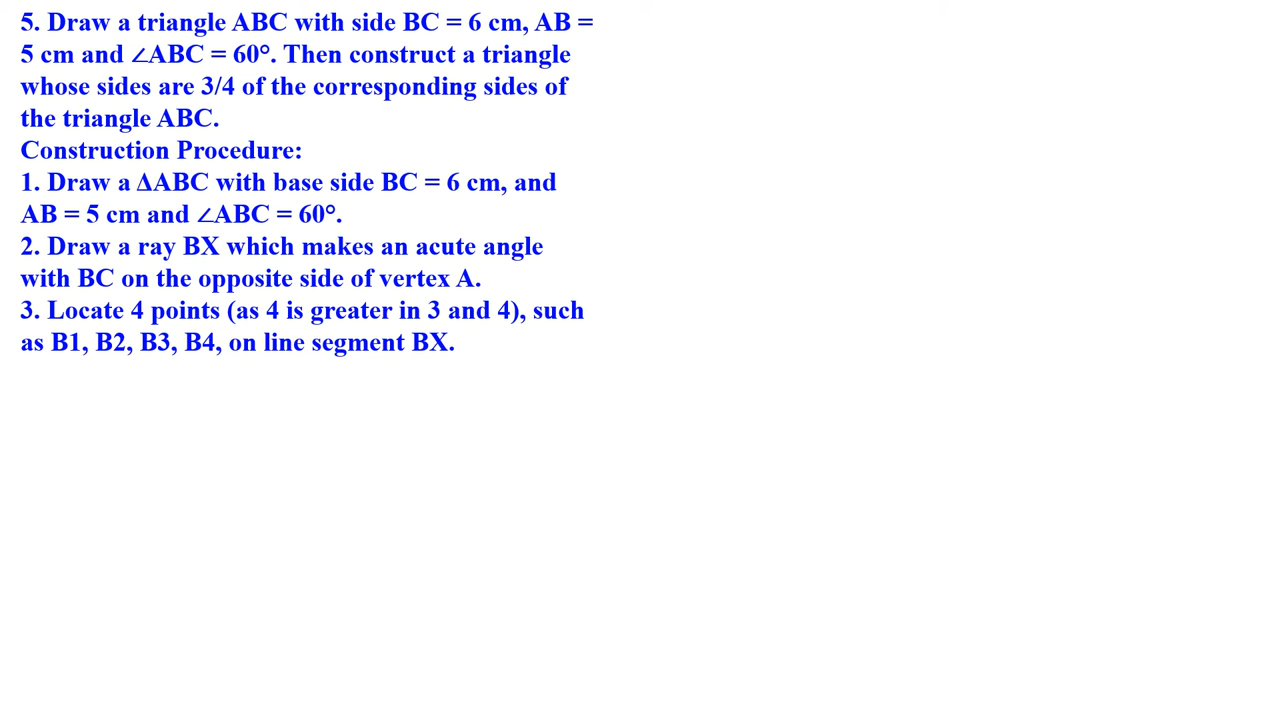 5. Draw a triangle ABC with side BC = 6 cm, AB =
5 cm and ∠ABC = 60°. Then construct a triangle
whose sides are 3/4 of the corresponding sides of
the triangle ABC.
Construction Procedure:
1. Draw a ΔABC with base side BC = 6 cm, and
AB = 5 cm and ∠ABC = 60°.
2. Draw a ray BX which makes an acute angle
with BC on the opposite side of vertex A.
3. Locate 4 points (as 4 is greater in 3 and 4), such
as B1, B2, B3, B4, on line segment BX.